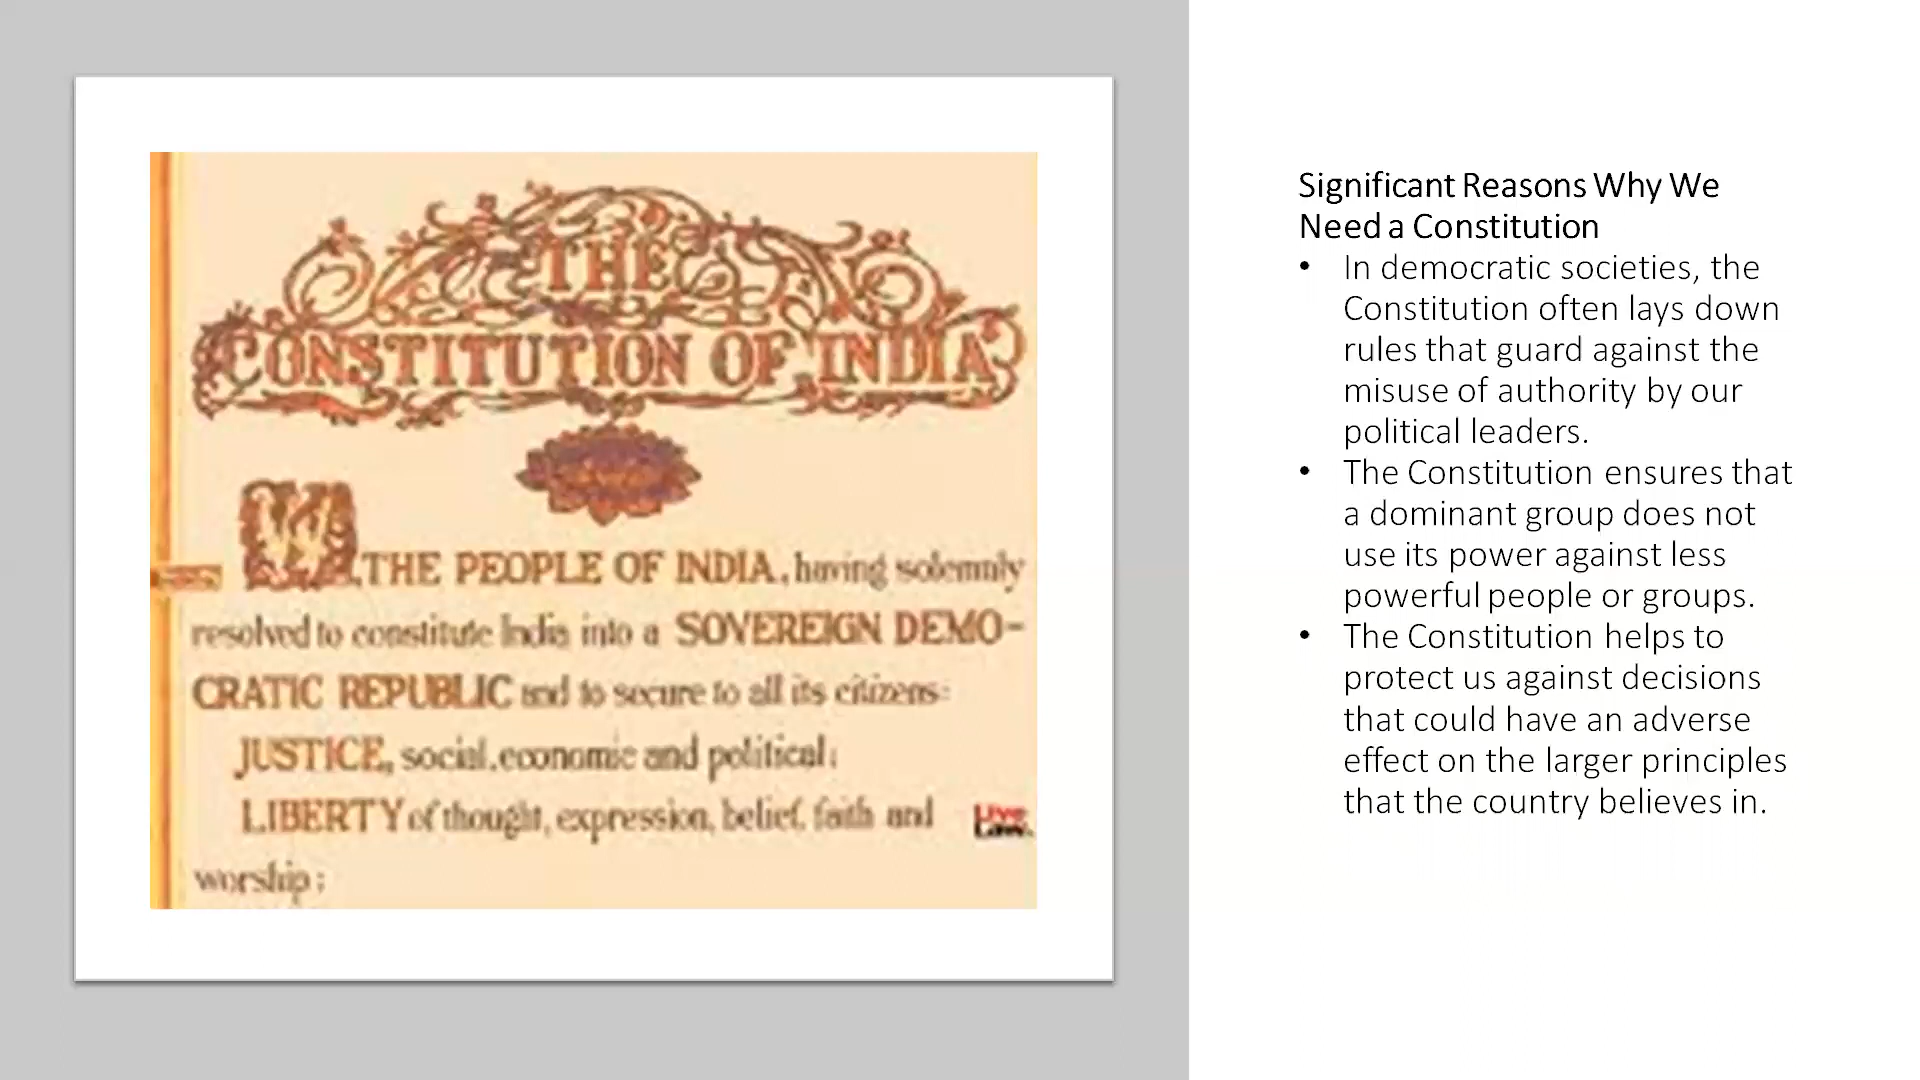 THE
CONSTITUTION OF INDIA
WE, THE PEOPLE OF INDIA, having solemnly
resolved to constitute India into a SOVEREIGN DEMO-
CRATIC REPUBLIC and to secure to all its citizens:
JUSTICE, social, economic and political;
LIBERTY of thought, expression, belief, faith and
worship;
Live
Law.
Significant Reasons Why We
Need a Constitution
• In democratic societies, the
Constitution often lays down
rules that guard against the
misuse of authority by our
political leaders.
• The Constitution ensures that
a dominant group does not
use its power against less
powerful people or groups.
• The Constitution helps to
protect us against decisions
that could have an adverse
effect on the larger principles
that the country believes in.